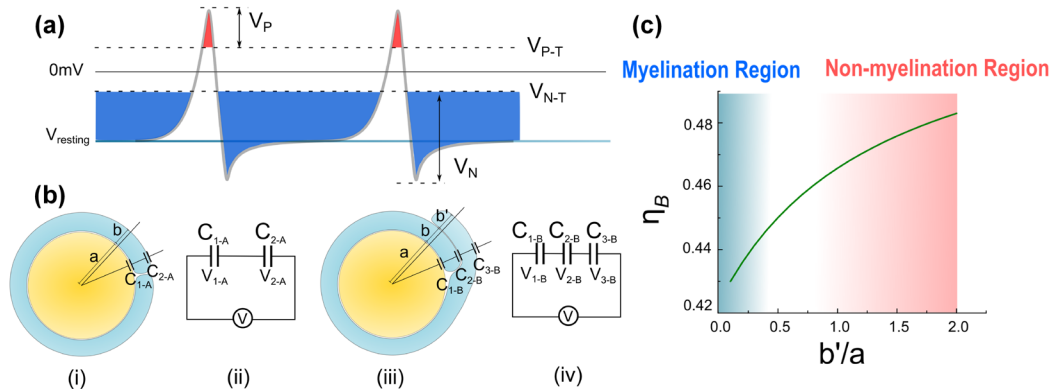 (a)
V_P
V_P-T
0mV
V_N-T
V_resting
V_N
(b)
a
b
C_1-A
C_2-A
(i)
C_1-A
C_2-A
V_1-A
V_2-A
V
(ii)
a
b
b'
C_1-B
C_2-B
C_3-B
(iii)
C_1-B
C_2-B
C_3-B
V_1-B
V_2-B
V_3-B
V
(iv)
(c)
Myelination Region
Non-myelination Region
η_B
0.48
0.46
0.44
0.42
0.0
0.5
1.0
1.5
2.0
b'/a